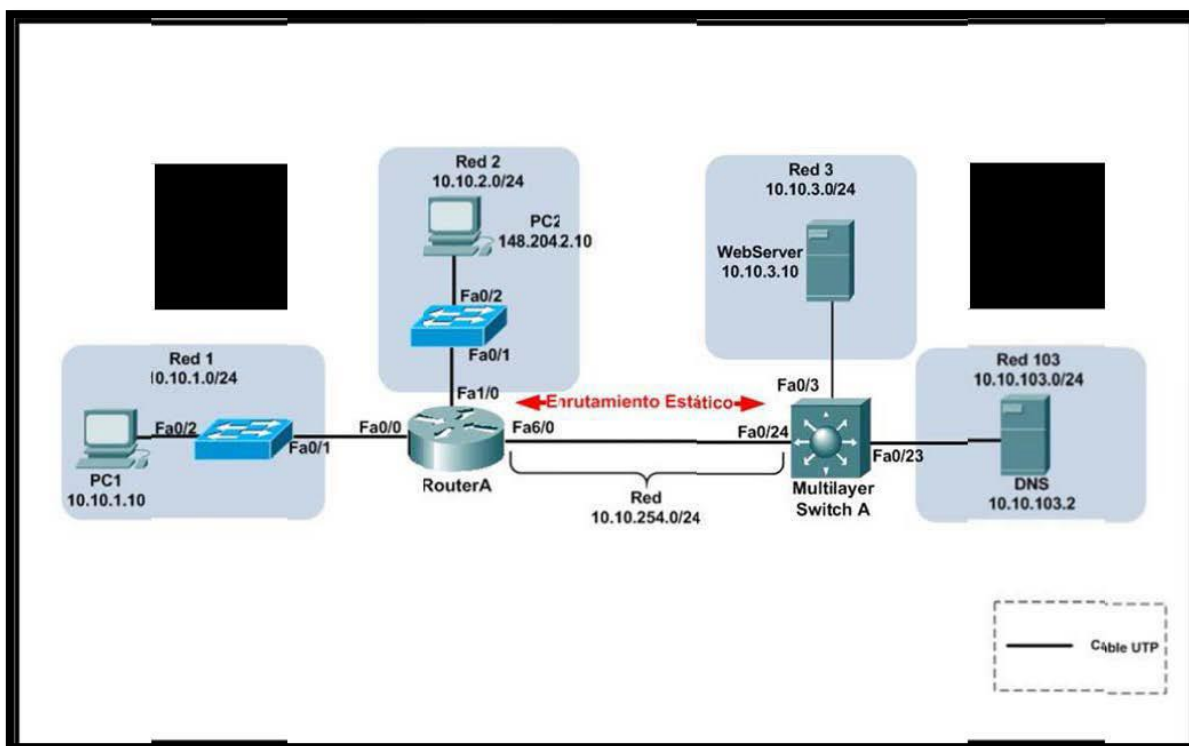 Red 2
10.10.2.0/24
PC2
148.204.2.10
Fa0/2
Fa0/1
Fa1/0
Red 3
10.10.3.0/24
WebServer
10.10.3.10
Fa0/3
Red 1
10.10.1.0/24
Fa0/2
Fa0/1
PC1
10.10.1.10
Fa0/0
RouterA
Enrutamiento Estático
Fa6/0
Fa0/24
Red
10.10.254.0/24
Multilayer
Switch A
Fa0/23
Red 103
10.10.103.0/24
DNS
10.10.103.2
Cable UTP